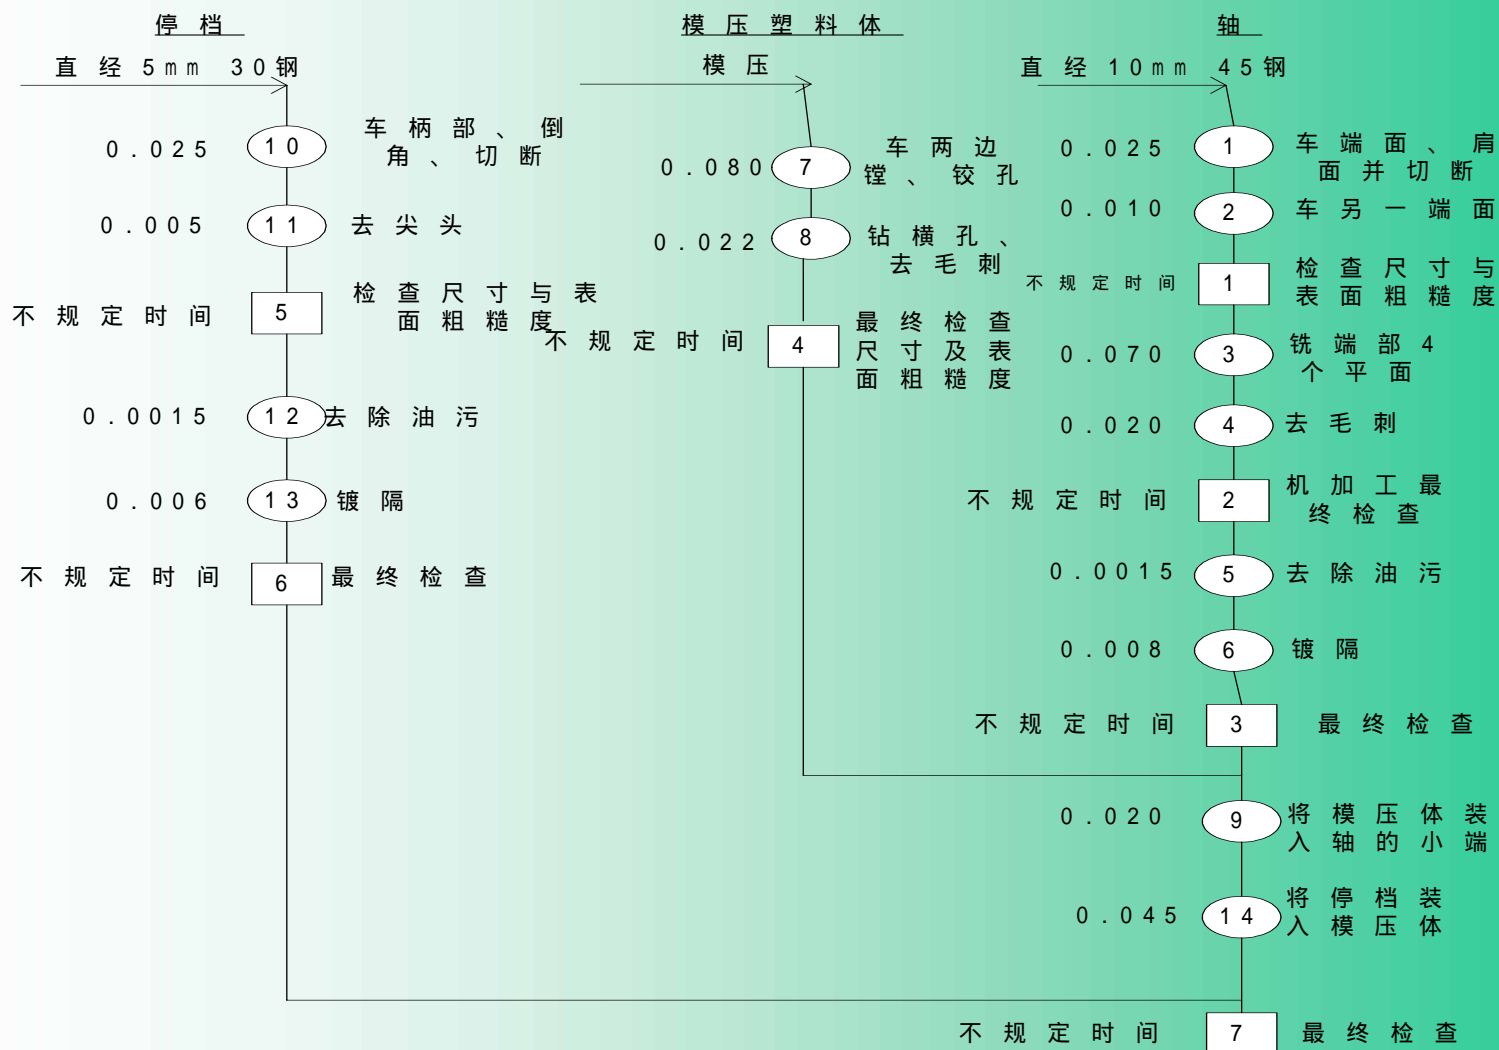 停档
直经5mm 30钢
0.025
10
车柄部、倒
角、切断
0.005
11
去尖头
不规定时间
5
检查尺寸与表
面粗糙度
0.0015
12
去除油污
0.006
13
镀隔
不规定时间
6
最终检查
模压塑料体
模压
0.080
7
车两边
镗、铰孔
0.022
8
钻横孔、
去毛刺
不规定时间
4
最终检查
尺寸及表
面粗糙度
轴
直经10mm 45钢
0.025
1
车端面、肩
面并切断
0.010
2
车另一端面
不规定时间
1
检查尺寸与
表面粗糙度
0.070
3
铣端部4
个平面
0.020
4
去毛刺
不规定时间
2
机加工最
终检查
0.0015
5
去除油污
0.008
6
镀隔
不规定时间
3
最终检查
0.020
9
将模压体装
入轴的小端
0.045
14
将停档装
入模压体
不规定时间
7
最终检查